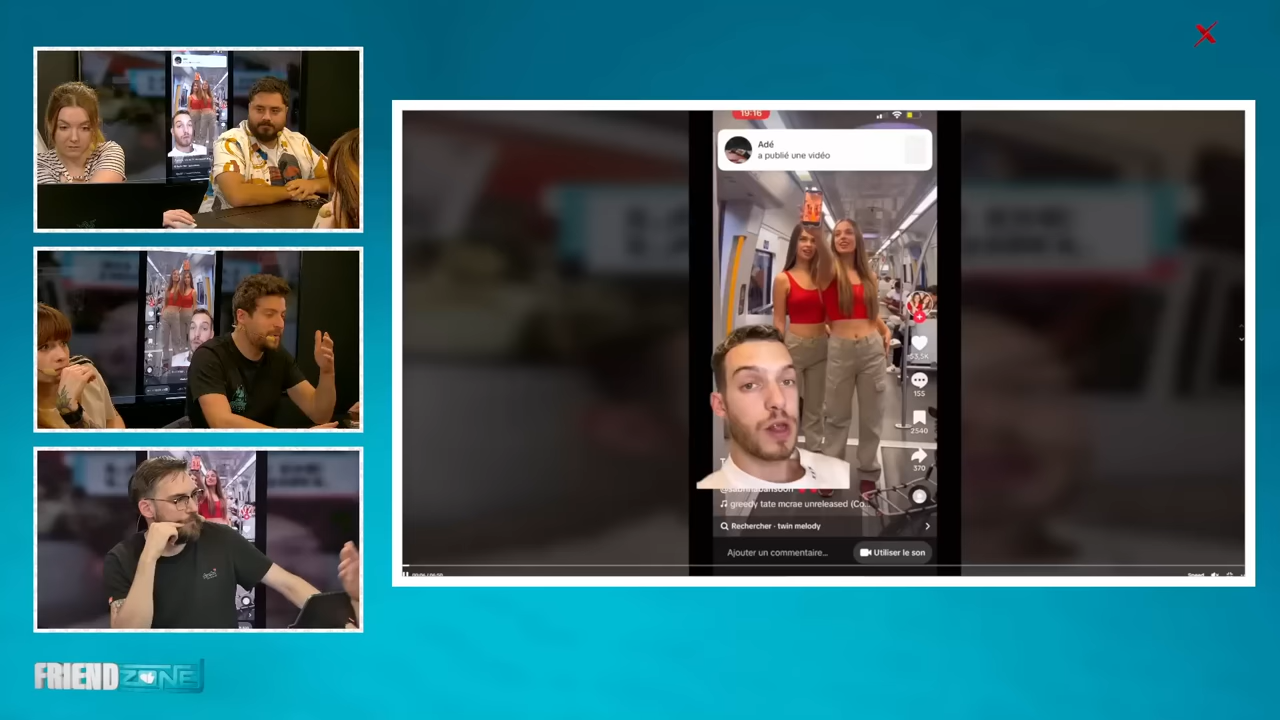 19:16
Adé
a publié une vidéo
53,5K
155
2540
370
greedy tate mcrae unreleased (Co...
Rechercher · twin melody
Ajouter un commentaire...
Utiliser le son
Speed
FRIENDZONE